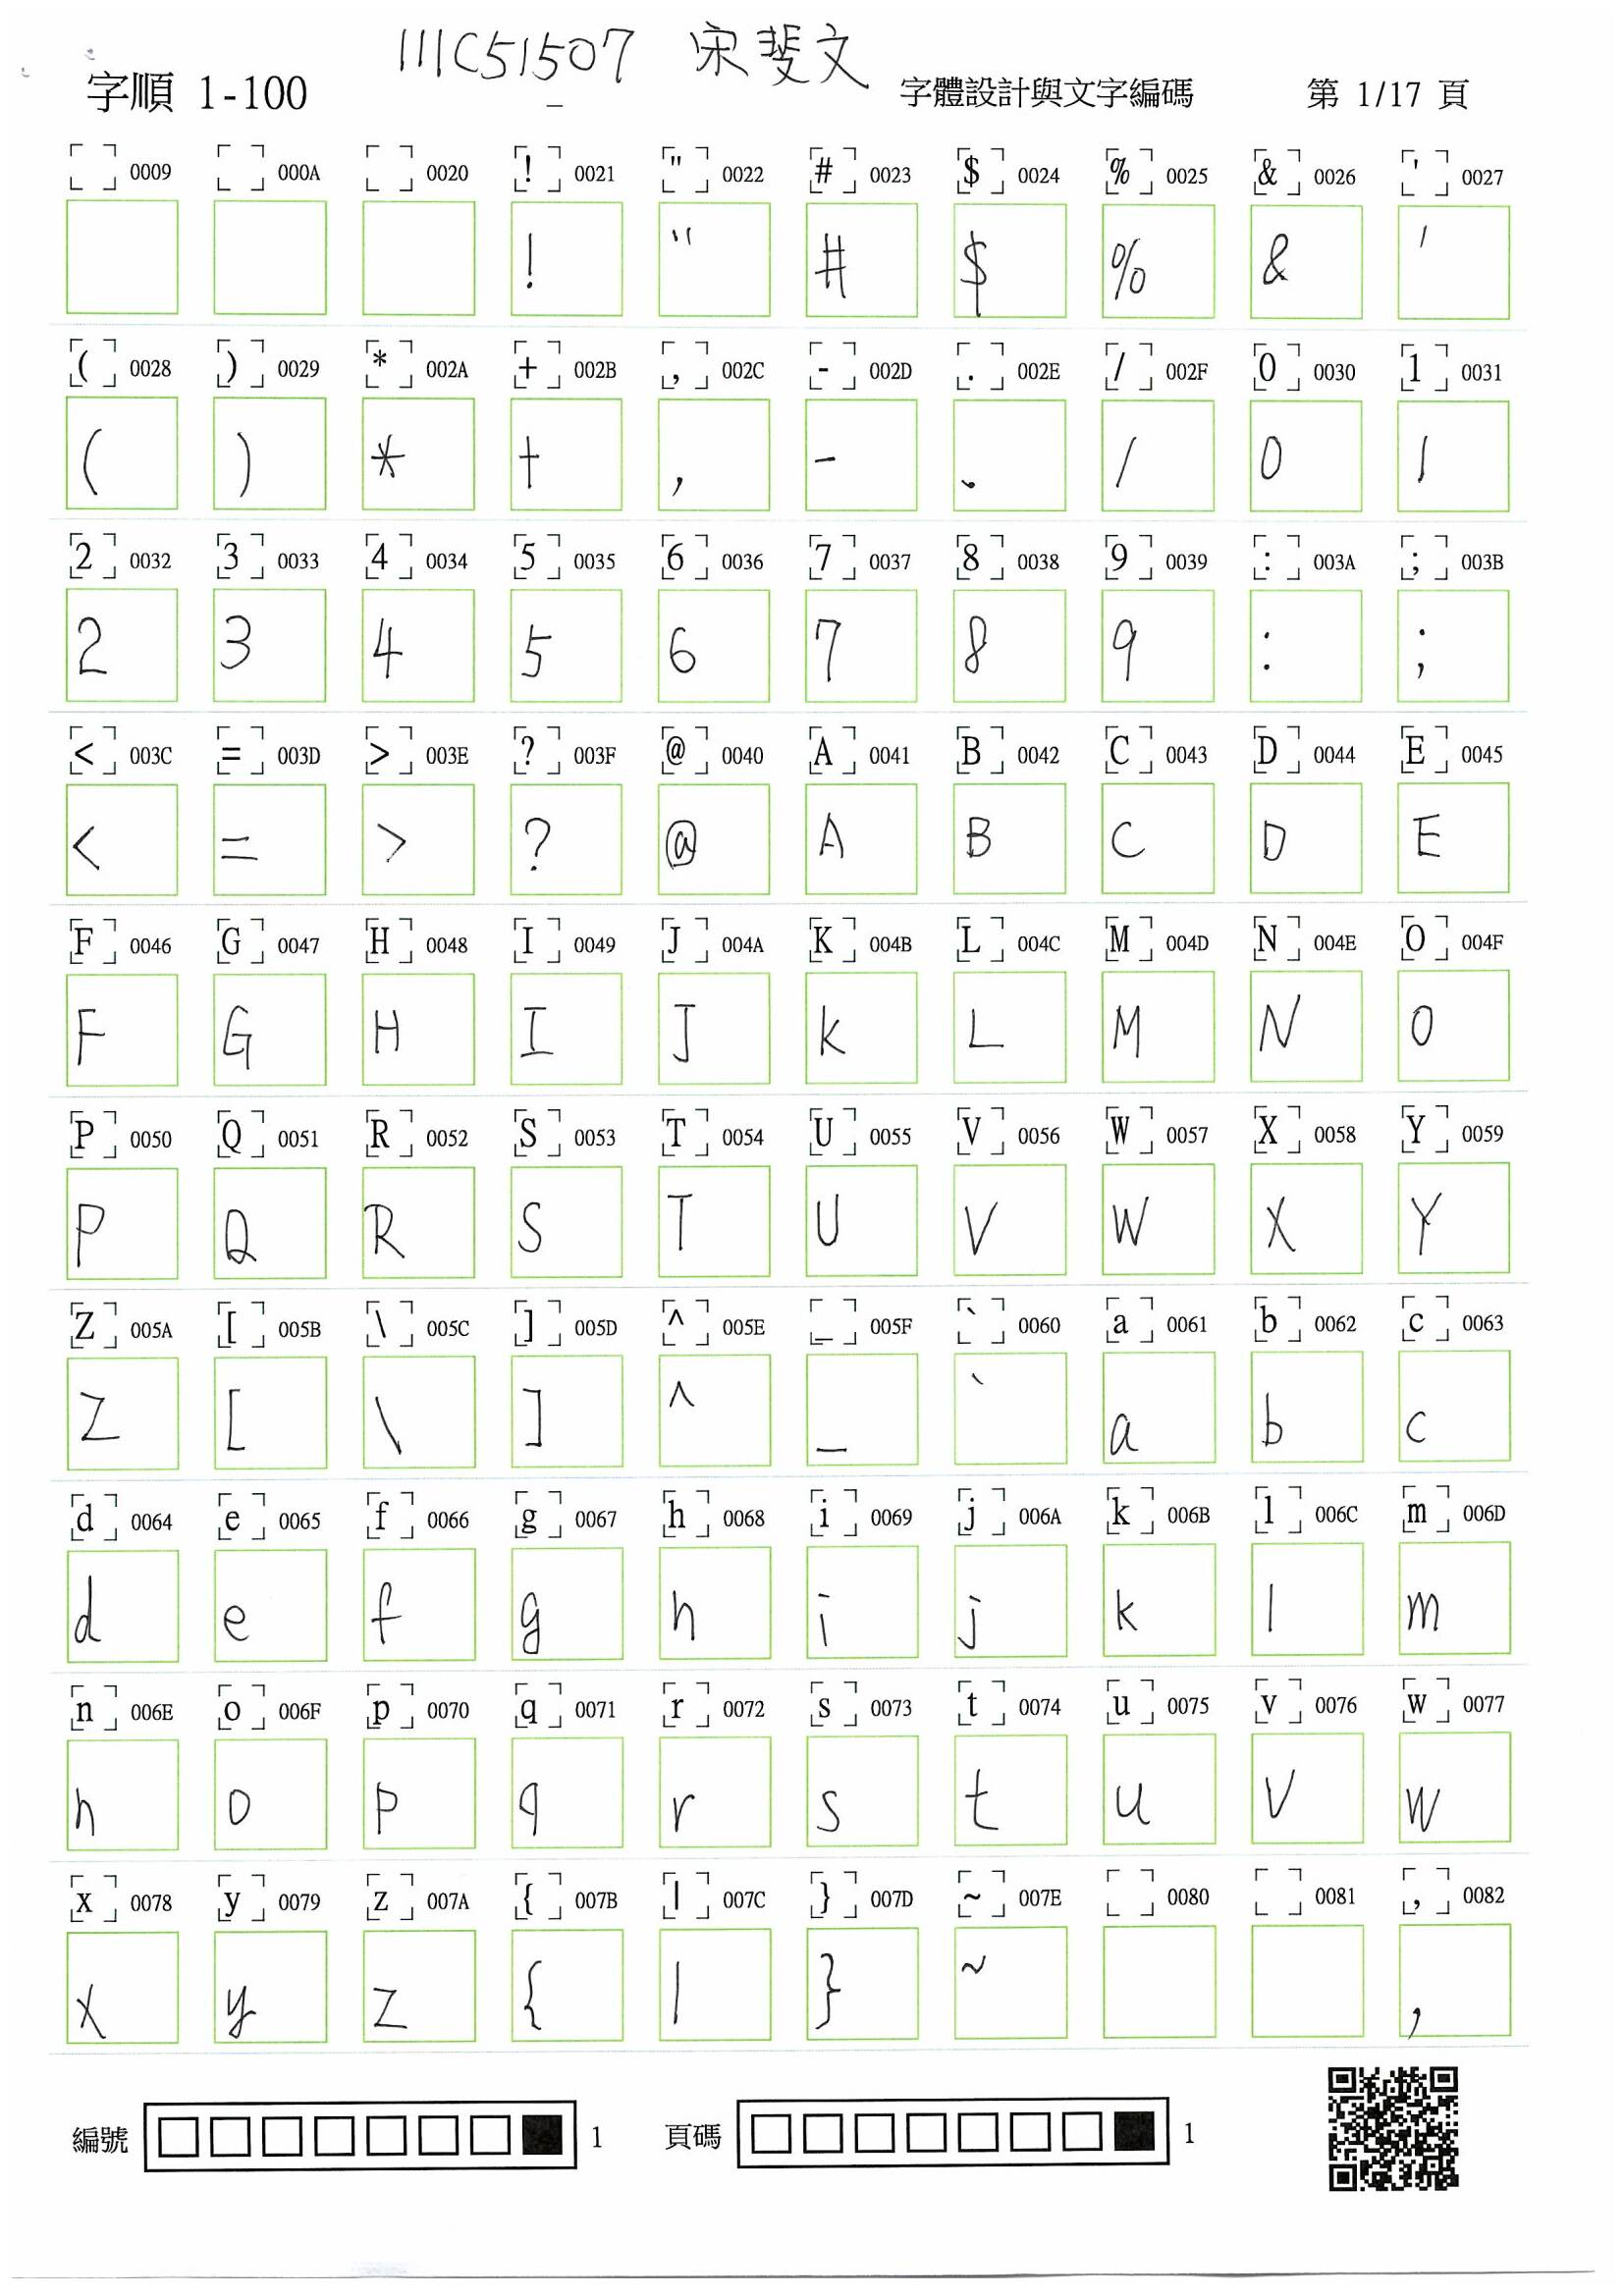 111C51507 宋斐文
字順 1-100 字體設計與文字編碼 第 1/17 頁
0009 000A 0020 ! 0021 " 0022 # 0023 $ 0024 % 0025 & 0026 ' 0027
! " # $ % & '
( 0028 ) 0029 * 002A + 002B , 002C - 002D . 002E / 002F 0 0030 1 0031
( ) * + , - . / 0 1
2 0032 3 0033 4 0034 5 0035 6 0036 7 0037 8 0038 9 0039 : 003A ; 003B
2 3 4 5 6 7 8 9 : ;
< 003C = 003D > 003E ? 003F @ 0040 A 0041 B 0042 C 0043 D 0044 E 0045
< = > ? @ A B C D E
F 0046 G 0047 H 0048 I 0049 J 004A K 004B L 004C M 004D N 004E O 004F
F G H I J K L M N O
P 0050 Q 0051 R 0052 S 0053 T 0054 U 0055 V 0056 W 0057 X 0058 Y 0059
P Q R S T U V W X Y
Z 005A [ 005B \ 005C ] 005D ^ 005E _ 005F ` 0060 a 0061 b 0062 c 0063
Z [ \ ] ^ _ ` a b c
d 0064 e 0065 f 0066 g 0067 h 0068 i 0069 j 006A k 006B l 006C m 006D
d e f g h i j k l m
n 006E o 006F p 0070 q 0071 r 0072 s 0073 t 0074 u 0075 v 0076 w 0077
n o p q r s t u v w
x 0078 y 0079 z 007A { 007B | 007C } 007D ~ 007E 0080 0081 ‚ 0082
x y z { | } ~ ,
編號 1 頁碼 1